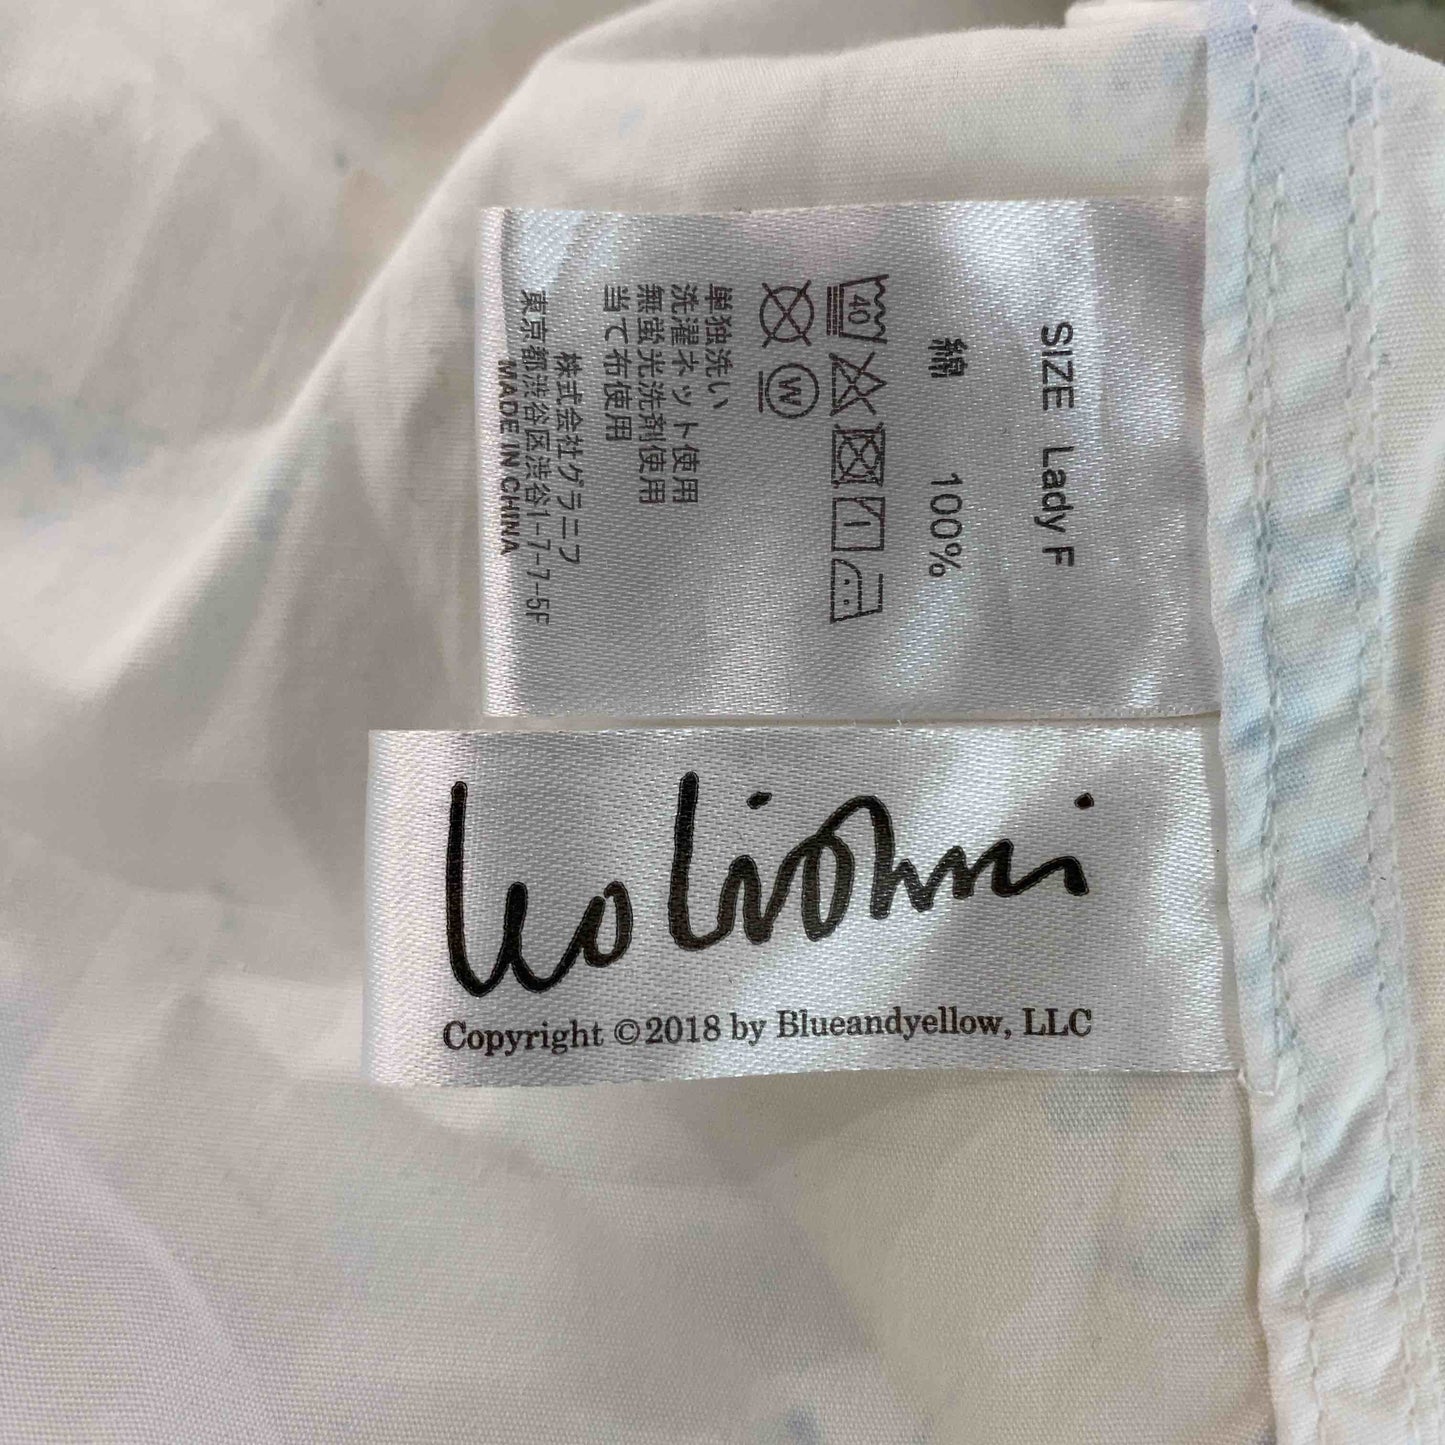 SIZE Lady F
綿 100%
40
W
単独洗い
洗濯ネット使用
無蛍光洗剤使用
当て布使用
株式会社グラニフ
東京都渋谷区渋谷1-7-7-5F
MADE IN CHINA
Leo Lionni
Copyright ©2018 by Blueandyellow, LLC